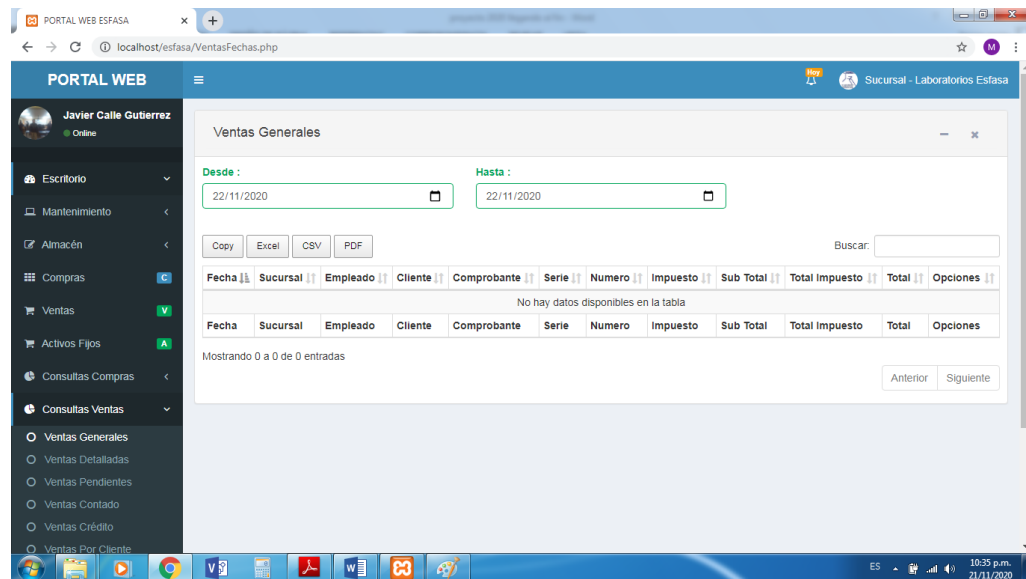 PORTAL WEB ESFASA
localhost/esfasa/VentasFechas.php
M
PORTAL WEB
Hoy
Sucursal - Laboratorios Esfasa
Javier Calle Gutierrez
Online
Ventas Generales
Escritorio
Mantenimiento
Almacén
Compras C
Ventas V
Activos Fijos A
Consultas Compras
Consultas Ventas
Ventas Generales
Ventas Detalladas
Ventas Pendientes
Ventas Contado
Ventas Crédito
Ventas Por Cliente
Desde : Hasta :
22/11/2020 22/11/2020
Copy Excel CSV PDF Buscar:
Fecha Sucursal Empleado Cliente Comprobante Serie Numero Impuesto Sub Total Total Impuesto Total Opciones
No hay datos disponibles en la tabla
Fecha Sucursal Empleado Cliente Comprobante Serie Numero Impuesto Sub Total Total Impuesto Total Opciones
Mostrando 0 a 0 de 0 entradas
Anterior Siguiente
ES
10:35 p.m.
21/11/2020